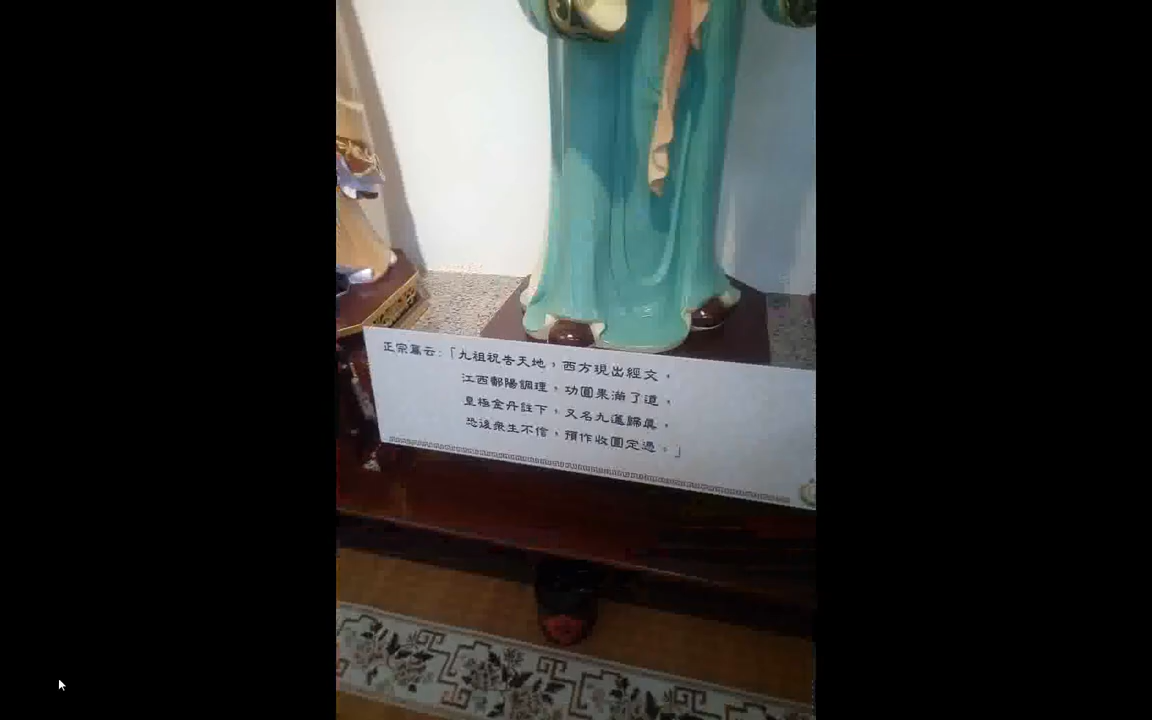 正宗篇云:「九祖祝告天地,西方現出經文,
江西鄱陽調理,功圓果滿了道,
皇極金丹註下,又名九蓮歸真,
恐後眾生不信,預作收圓定憑。」